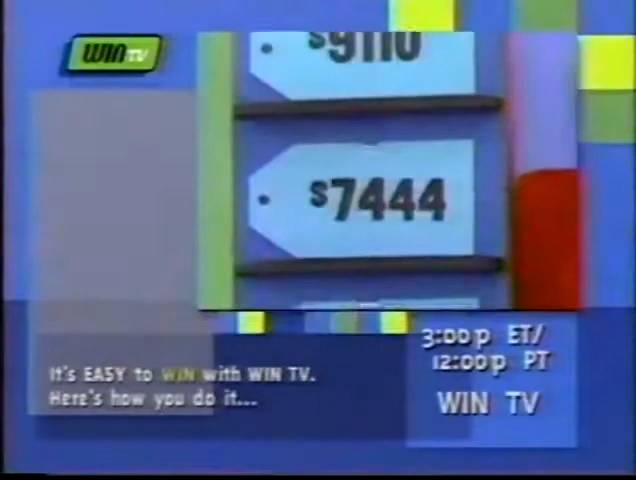 WIN TV
$9110
$7444
3:00p ET/
12:00p PT
WIN TV
It's EASY to WIN with WIN TV.
Here's how you do it...